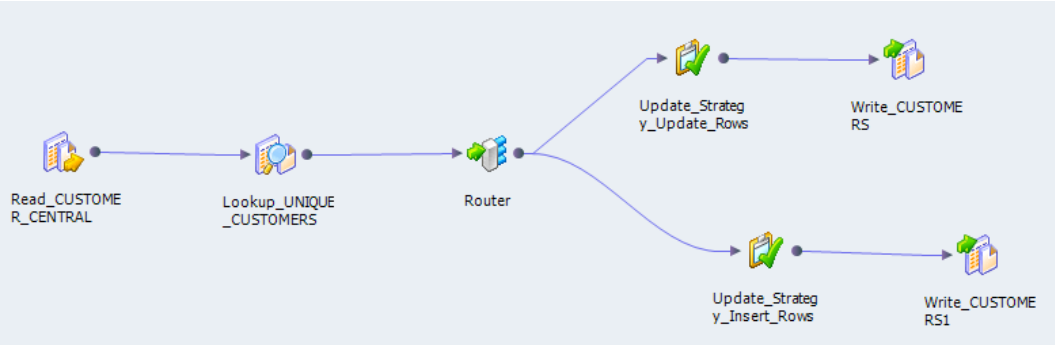 Update_Strateg
y_Update_Rows
Write_CUSTOME
RS
Read_CUSTOME
R_CENTRAL
Lookup_UNIQUE
_CUSTOMERS
Router
Update_Strateg
y_Insert_Rows
Write_CUSTOME
RS1